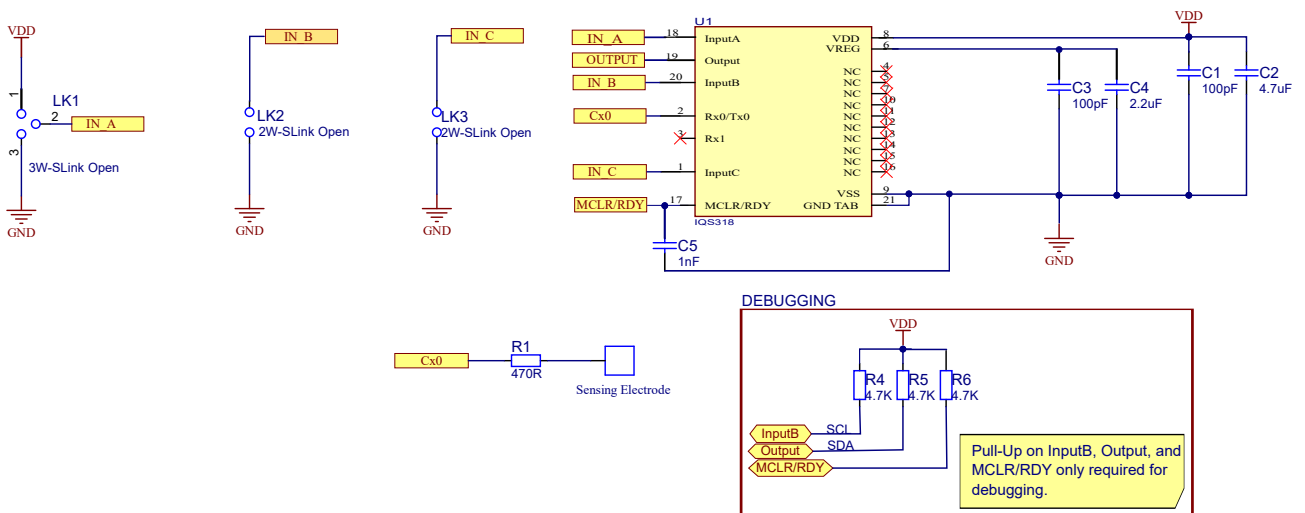 VDD
1
LK1
2
IN_A
3
3W-SLink Open
GND
IN_B
LK2
2W-SLink Open
GND
IN_C
LK3
2W-SLink Open
GND
U1
IN_A 18 InputA
OUTPUT 19 Output
IN_B 20 InputB
Cx0 2 Rx0/Tx0
3 Rx1
IN_C 1 InputC
MCLR/RDY 17 MCLR/RDY
VDD 8
VREG 6
NC 4
NC 5
NC 7
NC 10
NC 11
NC 12
NC 13
NC 14
NC 15
NC 16
VSS 9
GND TAB 21
IQS318
C5
1nF
VDD
C3
100pF
C4
2.2uF
C1
100pF
C2
4.7uF
GND
Cx0
R1
470R
Sensing Electrode
DEBUGGING
VDD
R4
4.7K
R5
4.7K
R6
4.7K
InputB SCL
Output SDA
MCLR/RDY
Pull-Up on InputB, Output, and
MCLR/RDY only required for
debugging.